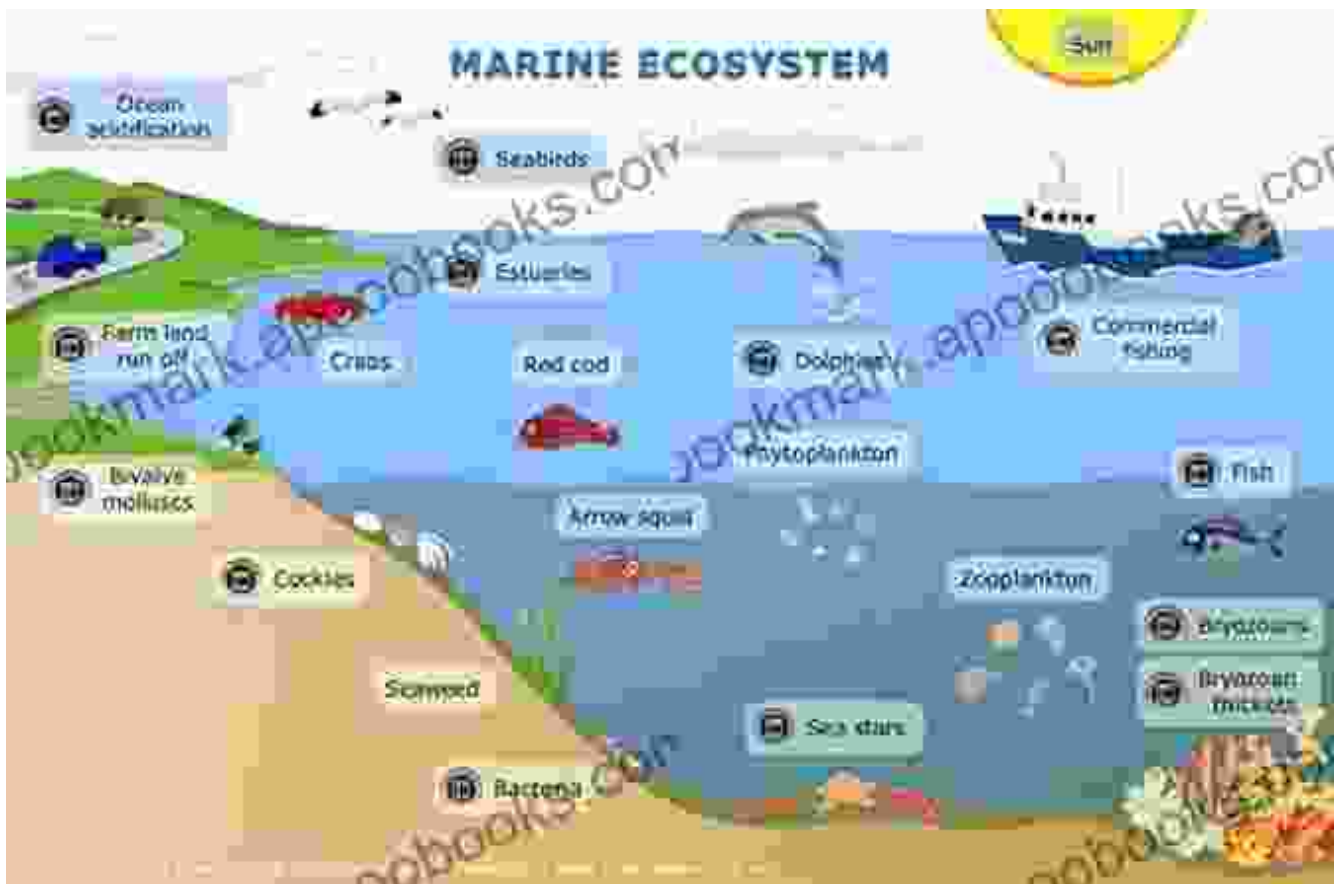 Sun
MARINE ECOSYSTEM
Ocean
acidification
Seabirds
Estuaries
Farm land
run off
Crabs
Red cod
Dolphins
Commercial
fishing
Phytoplankton
Fish
Bivalve
molluscs
Arrow squid
Cockles
Zooplankton
Bryozoans
Bryozoan
thickets
Seaweed
Sea stars
Bacteria